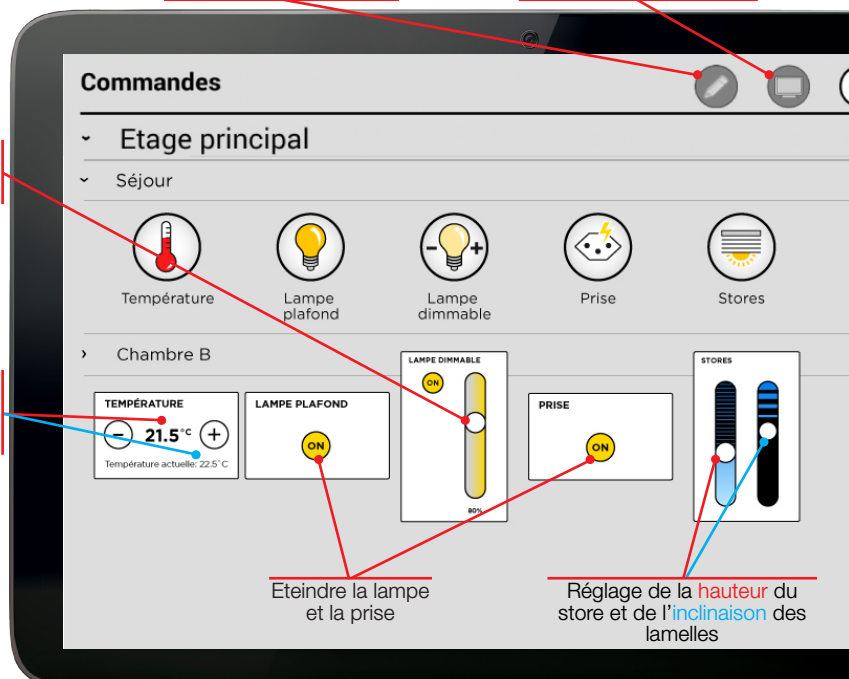 Commandes
Etage principal
Séjour
Température
Lampe
plafond
Lampe
dimmable
Prise
Stores
Chambre B
TEMPÉRATURE
21.5°C
Température actuelle: 22.5°C
LAMPE PLAFOND
ON
LAMPE DIMMABLE
ON
80%
PRISE
ON
STORES
Eteindre la lampe
et la prise
Réglage de la hauteur du
store et de l'inclinaison des
lamelles